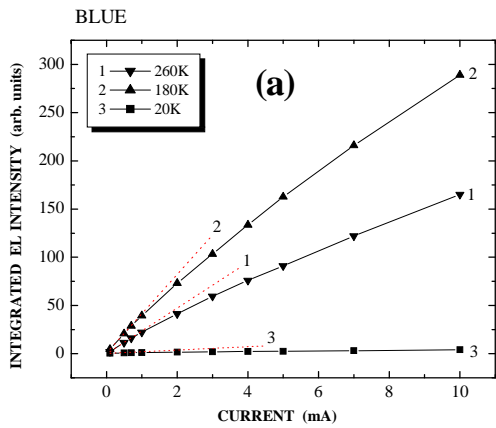 BLUE
1 260K
2 180K
3 20K
(a)
INTEGRATED EL INTENSITY (arb. units)
300
250
200
150
100
50
0
2
1
2
1
3
3
0 2 4 6 8 10
CURRENT (mA)